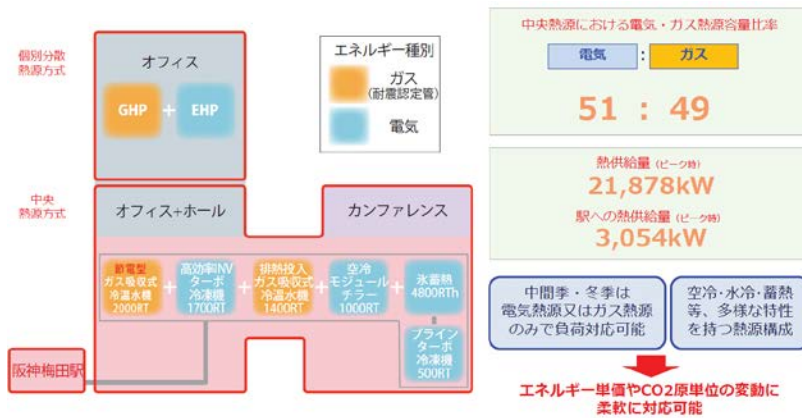 個別分散
熱源方式
オフィス
GHP
+
EHP
エネルギー種別
ガス
(耐震認定管)
電気
中央
熱源方式
オフィス+ホール
カンファレンス
節電型
ガス吸収式
冷温水機
2000RT
+
高効率INV
ターボ
冷凍機
1700RT
+
排熱投入
ガス吸収式
冷温水機
1400RT
+
空冷
モジュール
チラー
1000RT
+
氷蓄熱
4800RTh
ブライン
ターボ
冷凍機
500RT
阪神梅田駅
中央熱源における電気・ガス熱源容量比率
電気 : ガス
51 : 49
熱供給量 (ピーク時)
21,878kW
駅への熱供給量 (ピーク時)
3,054kW
中間季・冬季は
電気熱源又はガス熱源
のみで負荷対応可能
空冷・水冷・蓄熱
等、多様な特性
を持つ熱源構成
エネルギー単価やCO2原単位の変動に
柔軟に対応可能